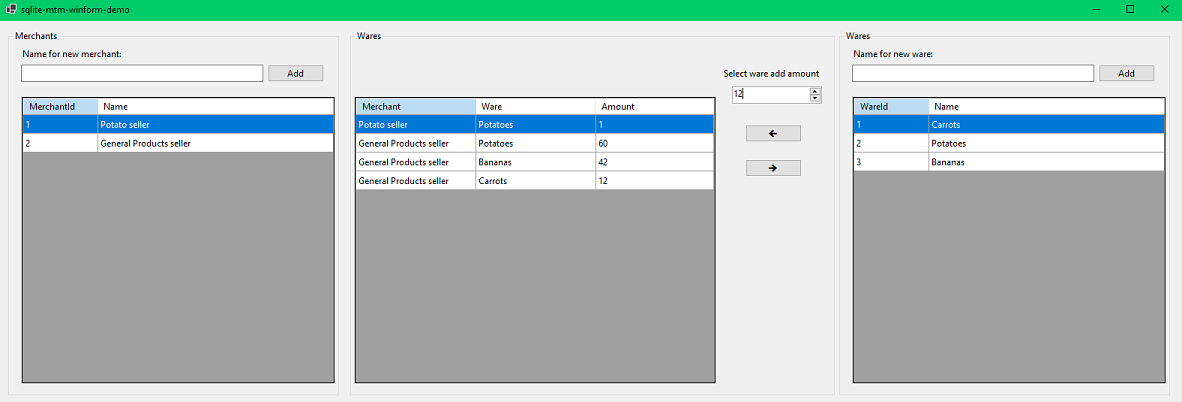 sqlite-mtm-winform-demo
Merchants
Name for new merchant:
Add
MerchantId Name
1 Potato seller
2 General Products seller
Wares
Select ware add amount
12
Merchant Ware Amount
Potato seller Potatoes 1
General Products seller Potatoes 60
General Products seller Bananas 42
General Products seller Carrots 12
Wares
Name for new ware:
Add
WareId Name
1 Carrots
2 Potatoes
3 Bananas